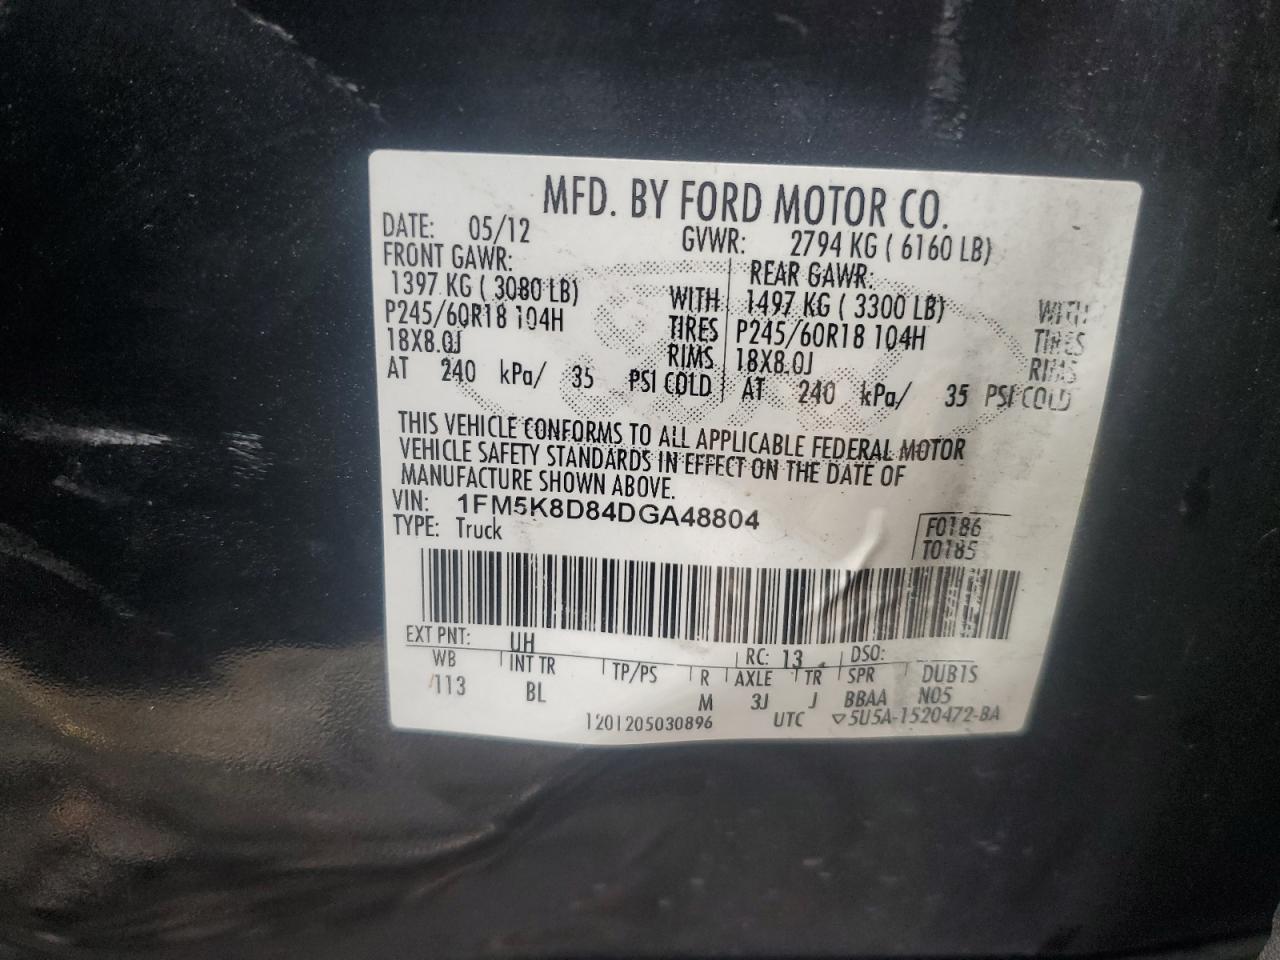 MFD. BY FORD MOTOR CO.
DATE: 05/12 GVWR: 2794 KG ( 6160 LB)
FRONT GAWR: REAR GAWR:
1397 KG ( 3080 LB) WITH 1497 KG ( 3300 LB) WITH
P245/60R18 104H TIRES P245/60R18 104H TIRES
18X8.0J RIMS 18X8.0J RIMS
AT 240 kPa/ 35 PSI COLD AT 240 kPa/ 35 PSI COLD
THIS VEHICLE CONFORMS TO ALL APPLICABLE FEDERAL MOTOR
VEHICLE SAFETY STANDARDS IN EFFECT ON THE DATE OF
MANUFACTURE SHOWN ABOVE.
VIN: 1FM5K8D84DGA48804
TYPE: Truck
F0186
T0185
EXT PNT: UH RC: 13 DSO:
WB INT TR TP/PS R AXLE TR SPR DUB1S
113 BL M 3J J BBAA N05
1201205030896 UTC ▽5U5A-1520472-BA